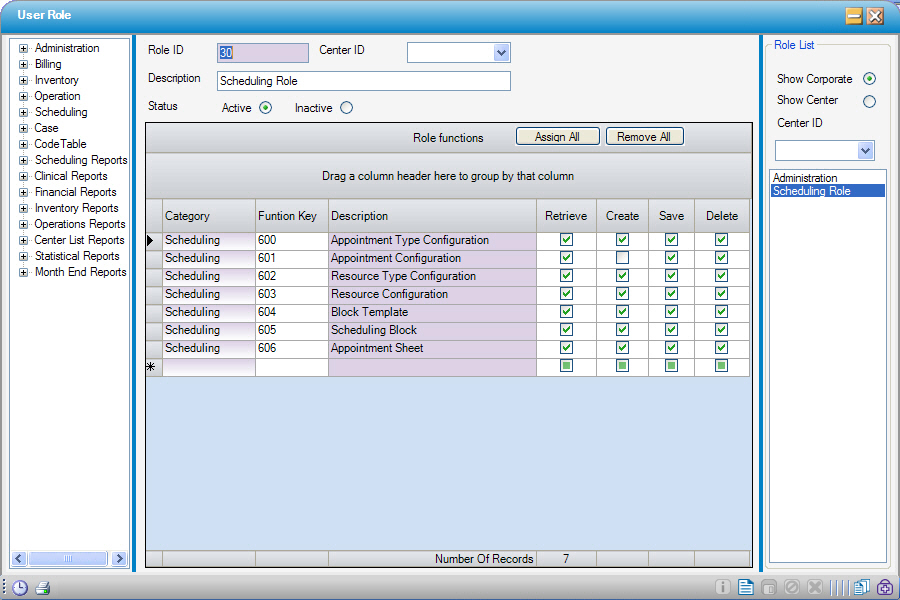 User Role
Administration
Billing
Inventory
Operation
Scheduling
Case
CodeTable
Scheduling Reports
Clinical Reports
Financial Reports
Inventory Reports
Operations Reports
Center List Reports
Statistical Reports
Month End Reports
Role ID 30 Center ID
Description Scheduling Role
Status Active Inactive
Role functions Assign All Remove All
Drag a column header here to group by that column
Category Funtion Key Description Retrieve Create Save Delete
Scheduling 600 Appointment Type Configuration
Scheduling 601 Appointment Configuration
Scheduling 602 Resource Type Configuration
Scheduling 603 Resource Configuration
Scheduling 604 Block Template
Scheduling 605 Scheduling Block
Scheduling 606 Appointment Sheet
Number Of Records 7
Role List
Show Corporate
Show Center
Center ID
Administration
Scheduling Role